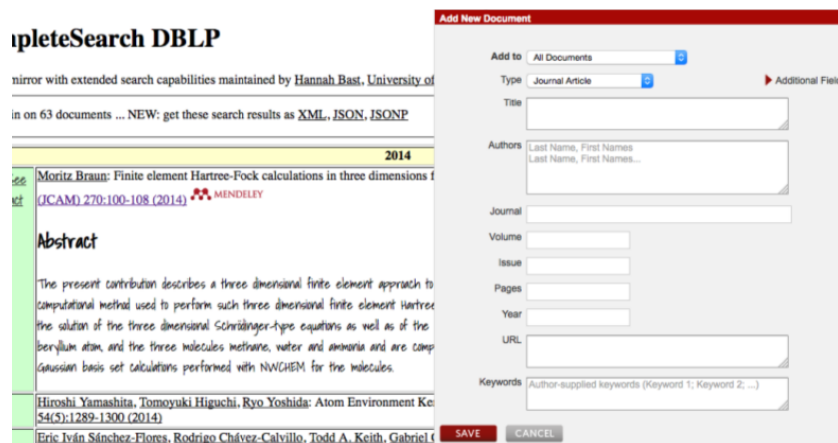 pleteSearch DBLP
mirror with extended search capabilities maintained by Hannah Bast, University of
in on 63 documents ... NEW: get these search results as XML, JSON, JSONP
2014
See
Moritz Braun: Finite element Hartree-Fock calculations in three dimensions f
(JCAM) 270:100-108 (2014) MENDELEY
Abstract
The present contribution describes a three dimensional finite element approach to
computational method used to perform such three dimensional finite element Hartree
the solution of the three dimensional Schrödinger-type equations as well as of the
beryllium atom, and the three molecules methane, water and ammonia and are comp
Gaussian basis set calculations performed with NWCHEM for the molecules.
Hiroshi Yamashita, Tomoyuki Higuchi, Ryo Yoshida: Atom Environment Ke
54(5):1289-1300 (2014)
Eric Iván Sánchez-Flores, Rodrigo Chávez-Calvillo, Todd A. Keith, Gabriel
Add New Document
Add to All Documents
Type Journal Article Additional Field
Title
Authors Last Name, First Names
Last Name, First Names...
Journal
Volume
Issue
Pages
Year
URL
Keywords Author-supplied keywords (Keyword 1; Keyword 2; ...)
SAVE CANCEL